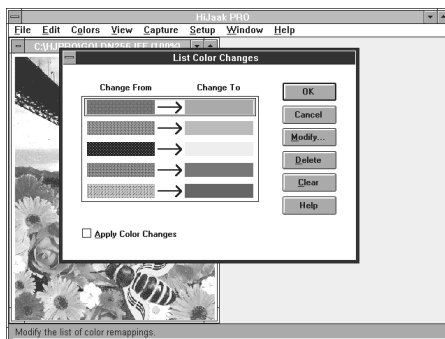 HiJaak PRO
File Edit Colors View Capture Setup Window Help
List Color Changes
Change From Change To
OK
Cancel
Modify...
Delete
Clear
Help
Apply Color Changes
Modify the list of color remappings.